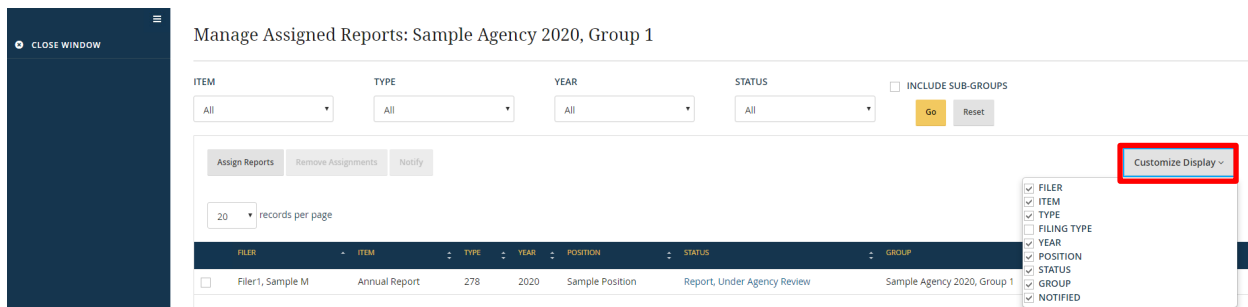 CLOSE WINDOW
Manage Assigned Reports: Sample Agency 2020, Group 1
ITEM TYPE YEAR STATUS INCLUDE SUB-GROUPS
All All All All Go Reset
Assign Reports Remove Assignments Notify Customize Display
20 records per page
FILER
ITEM
TYPE
FILING TYPE
YEAR
POSITION
STATUS
GROUP
NOTIFIED
FILER ITEM TYPE YEAR POSITION STATUS GROUP
Filer1, Sample M Annual Report 278 2020 Sample Position Report, Under Agency Review Sample Agency 2020, Group 1